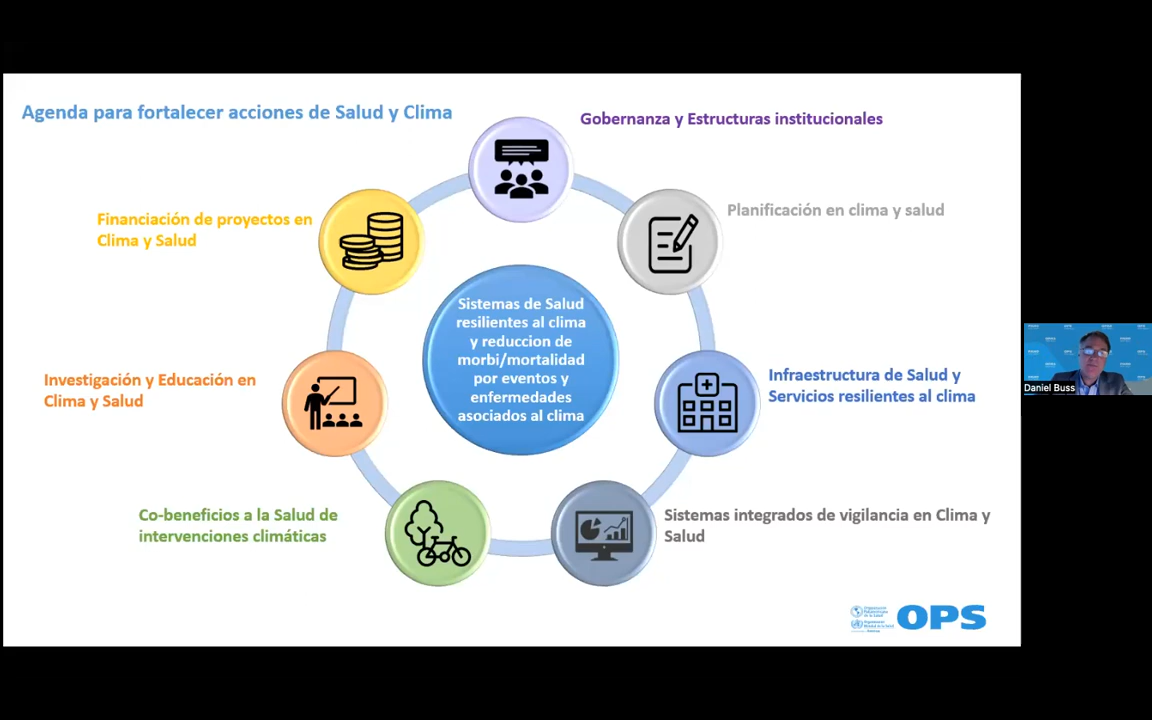 Agenda para fortalecer acciones de Salud y Clima
Gobernanza y Estructuras institucionales
Planificación en clima y salud
Infraestructura de Salud y
Servicios resilientes al clima
Sistemas integrados de vigilancia en Clima y
Salud
Co-beneficios a la Salud de
intervenciones climáticas
Investigación y Educación en
Clima y Salud
Financiación de proyectos en
Clima y Salud
Sistemas de Salud
resilientes al clima
y reduccion de
morbi/mortalidad
por eventos y
enfermedades
asociados al clima
OPS
Daniel Buss